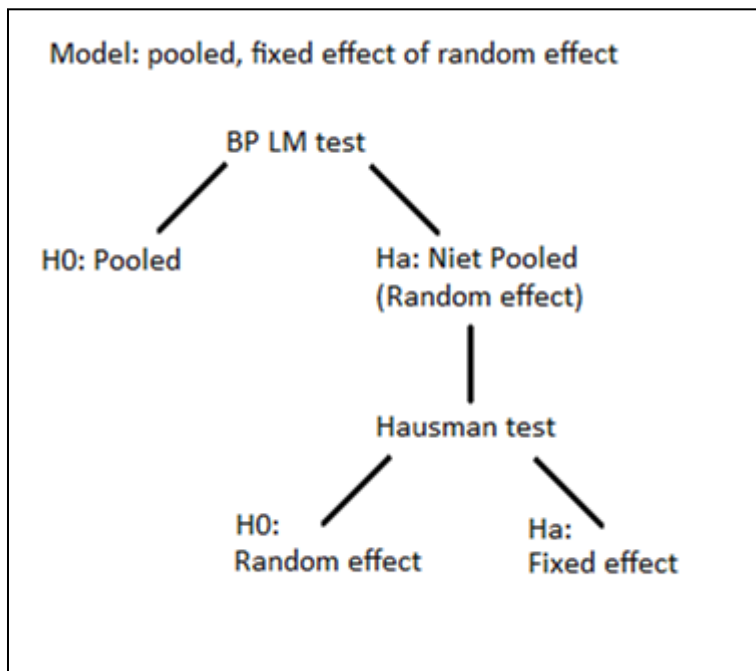 Model: pooled, fixed effect of random effect
BP LM test
H0: Pooled
Ha: Niet Pooled
(Random effect)
Hausman test
H0:
Random effect
Ha:
Fixed effect